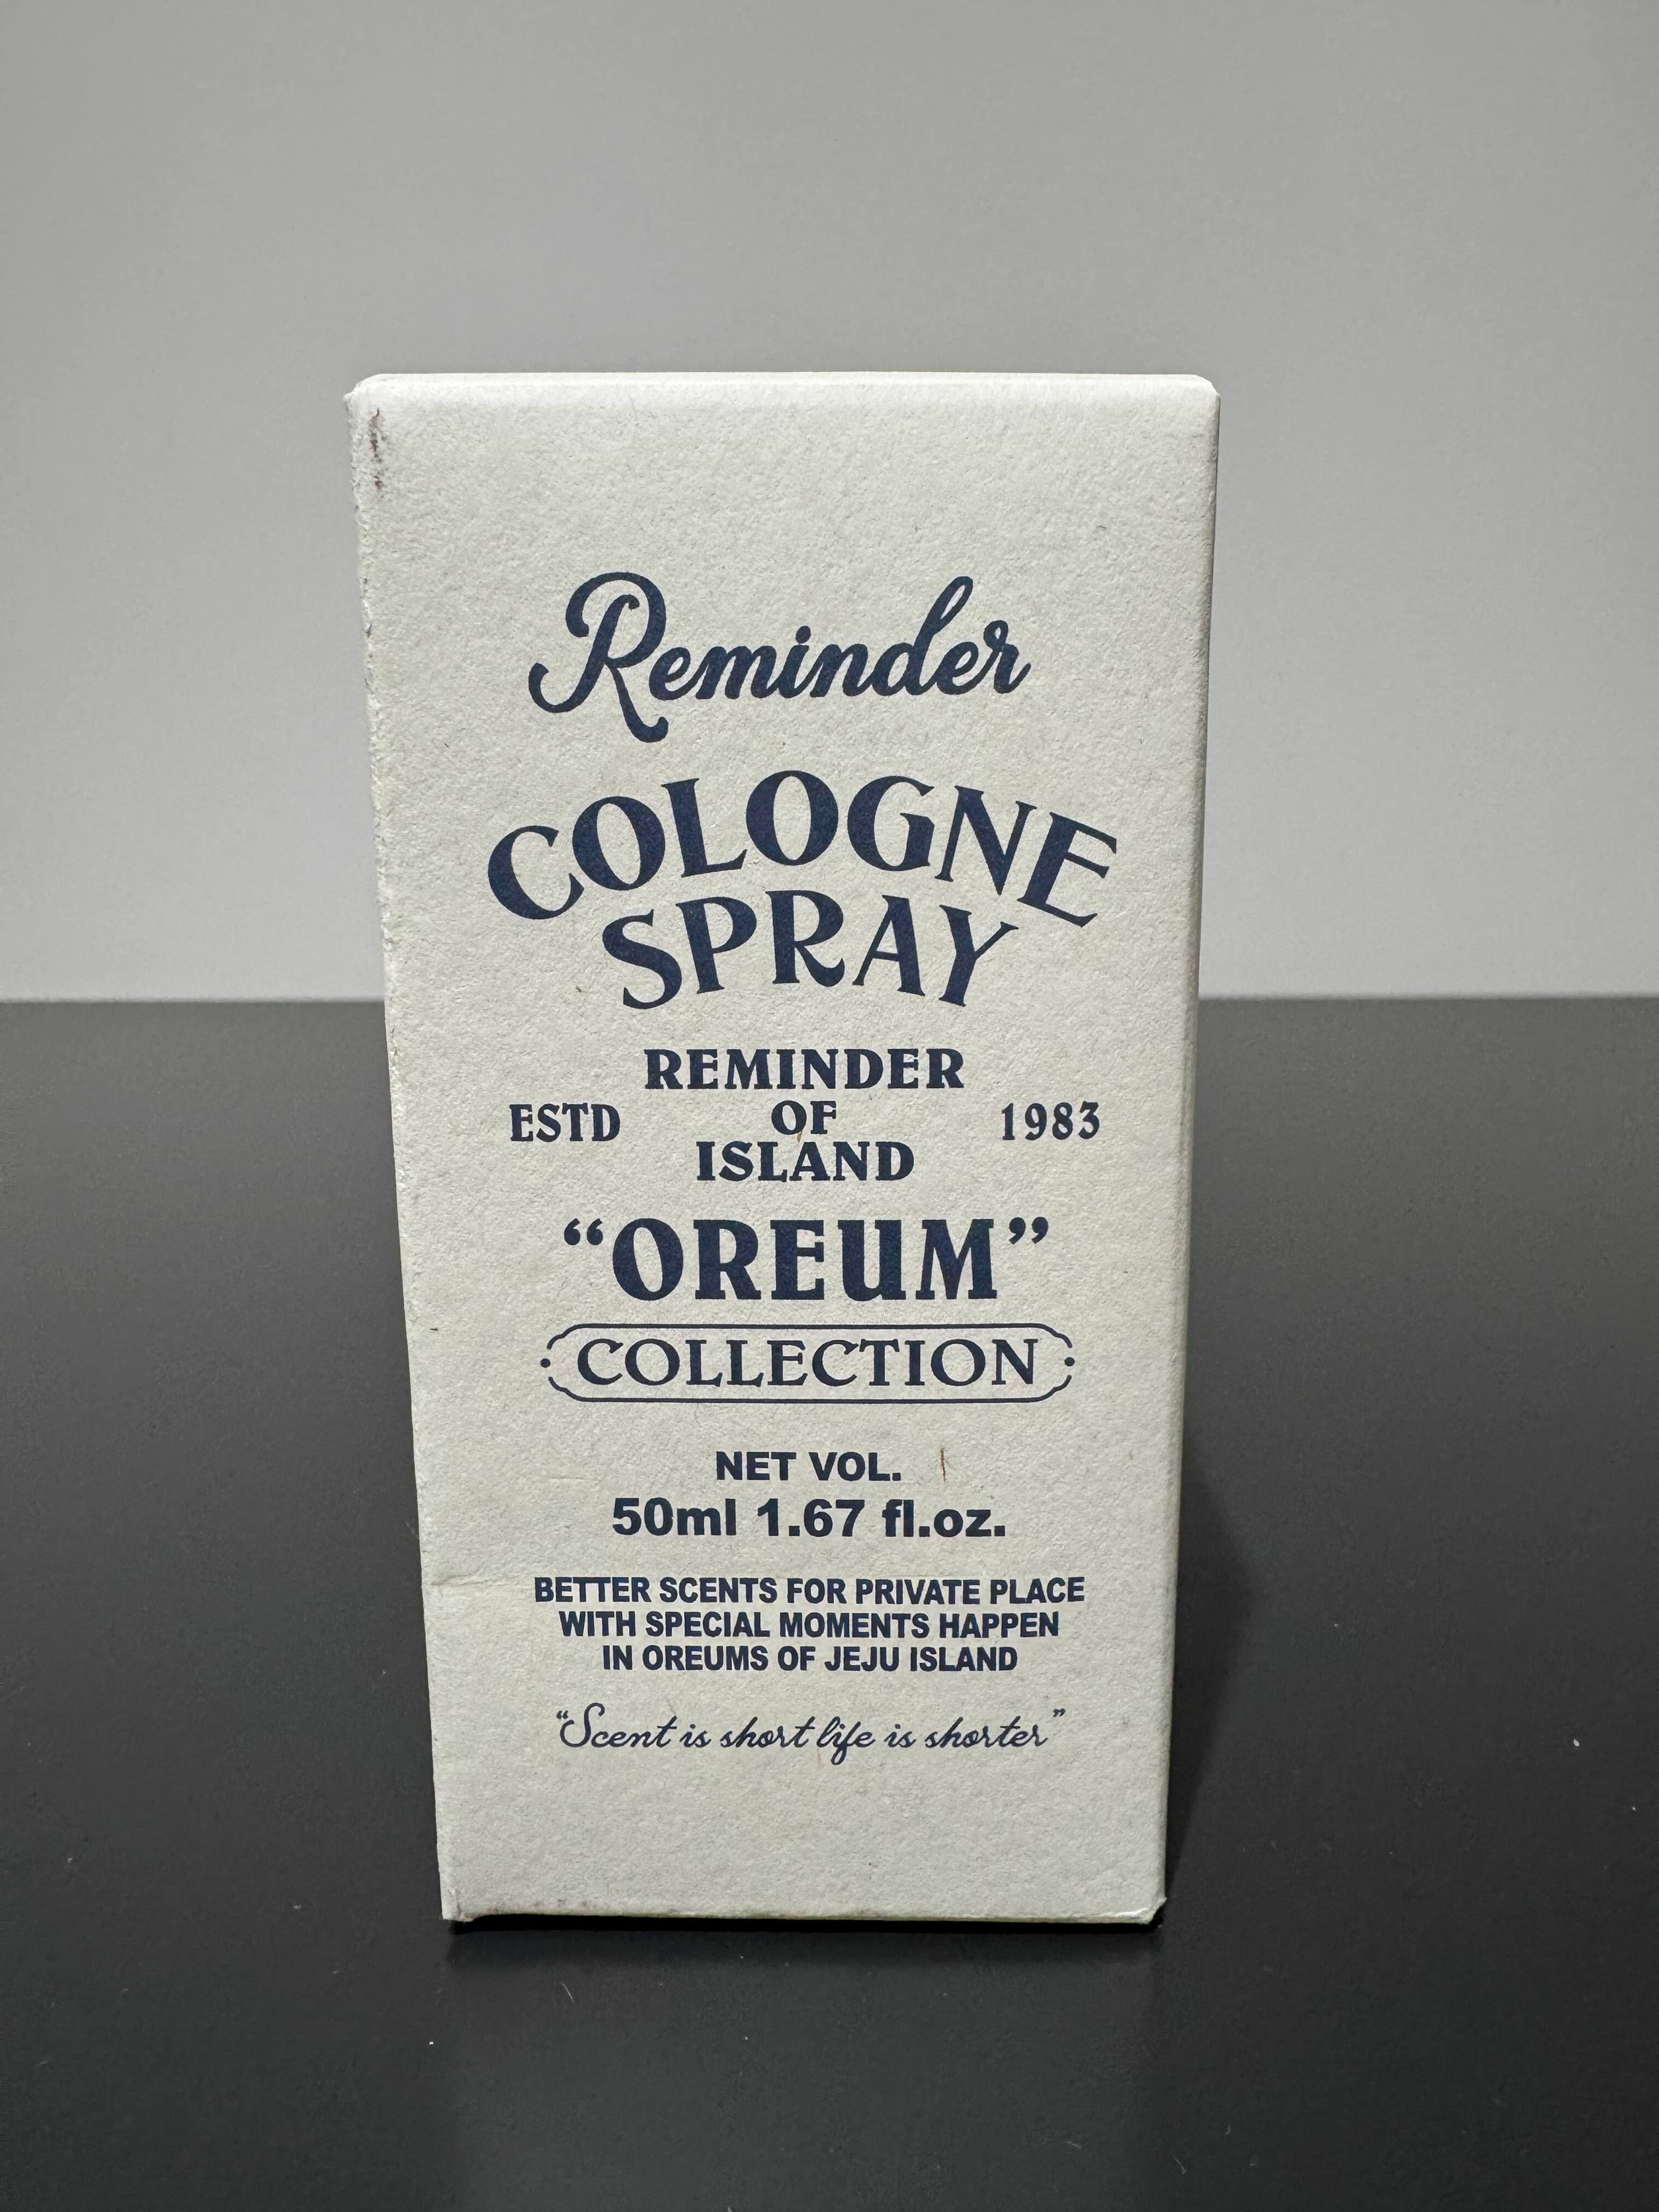 Reminder
COLOGNE
SPRAY
REMINDER
ESTD OF 1983
ISLAND
“OREUM”
COLLECTION
NET VOL.
50ml 1.67 fl.oz.
BETTER SCENTS FOR PRIVATE PLACE
WITH SPECIAL MOMENTS HAPPEN
IN OREUMS OF JEJU ISLAND
“Scent is short life is shorter”